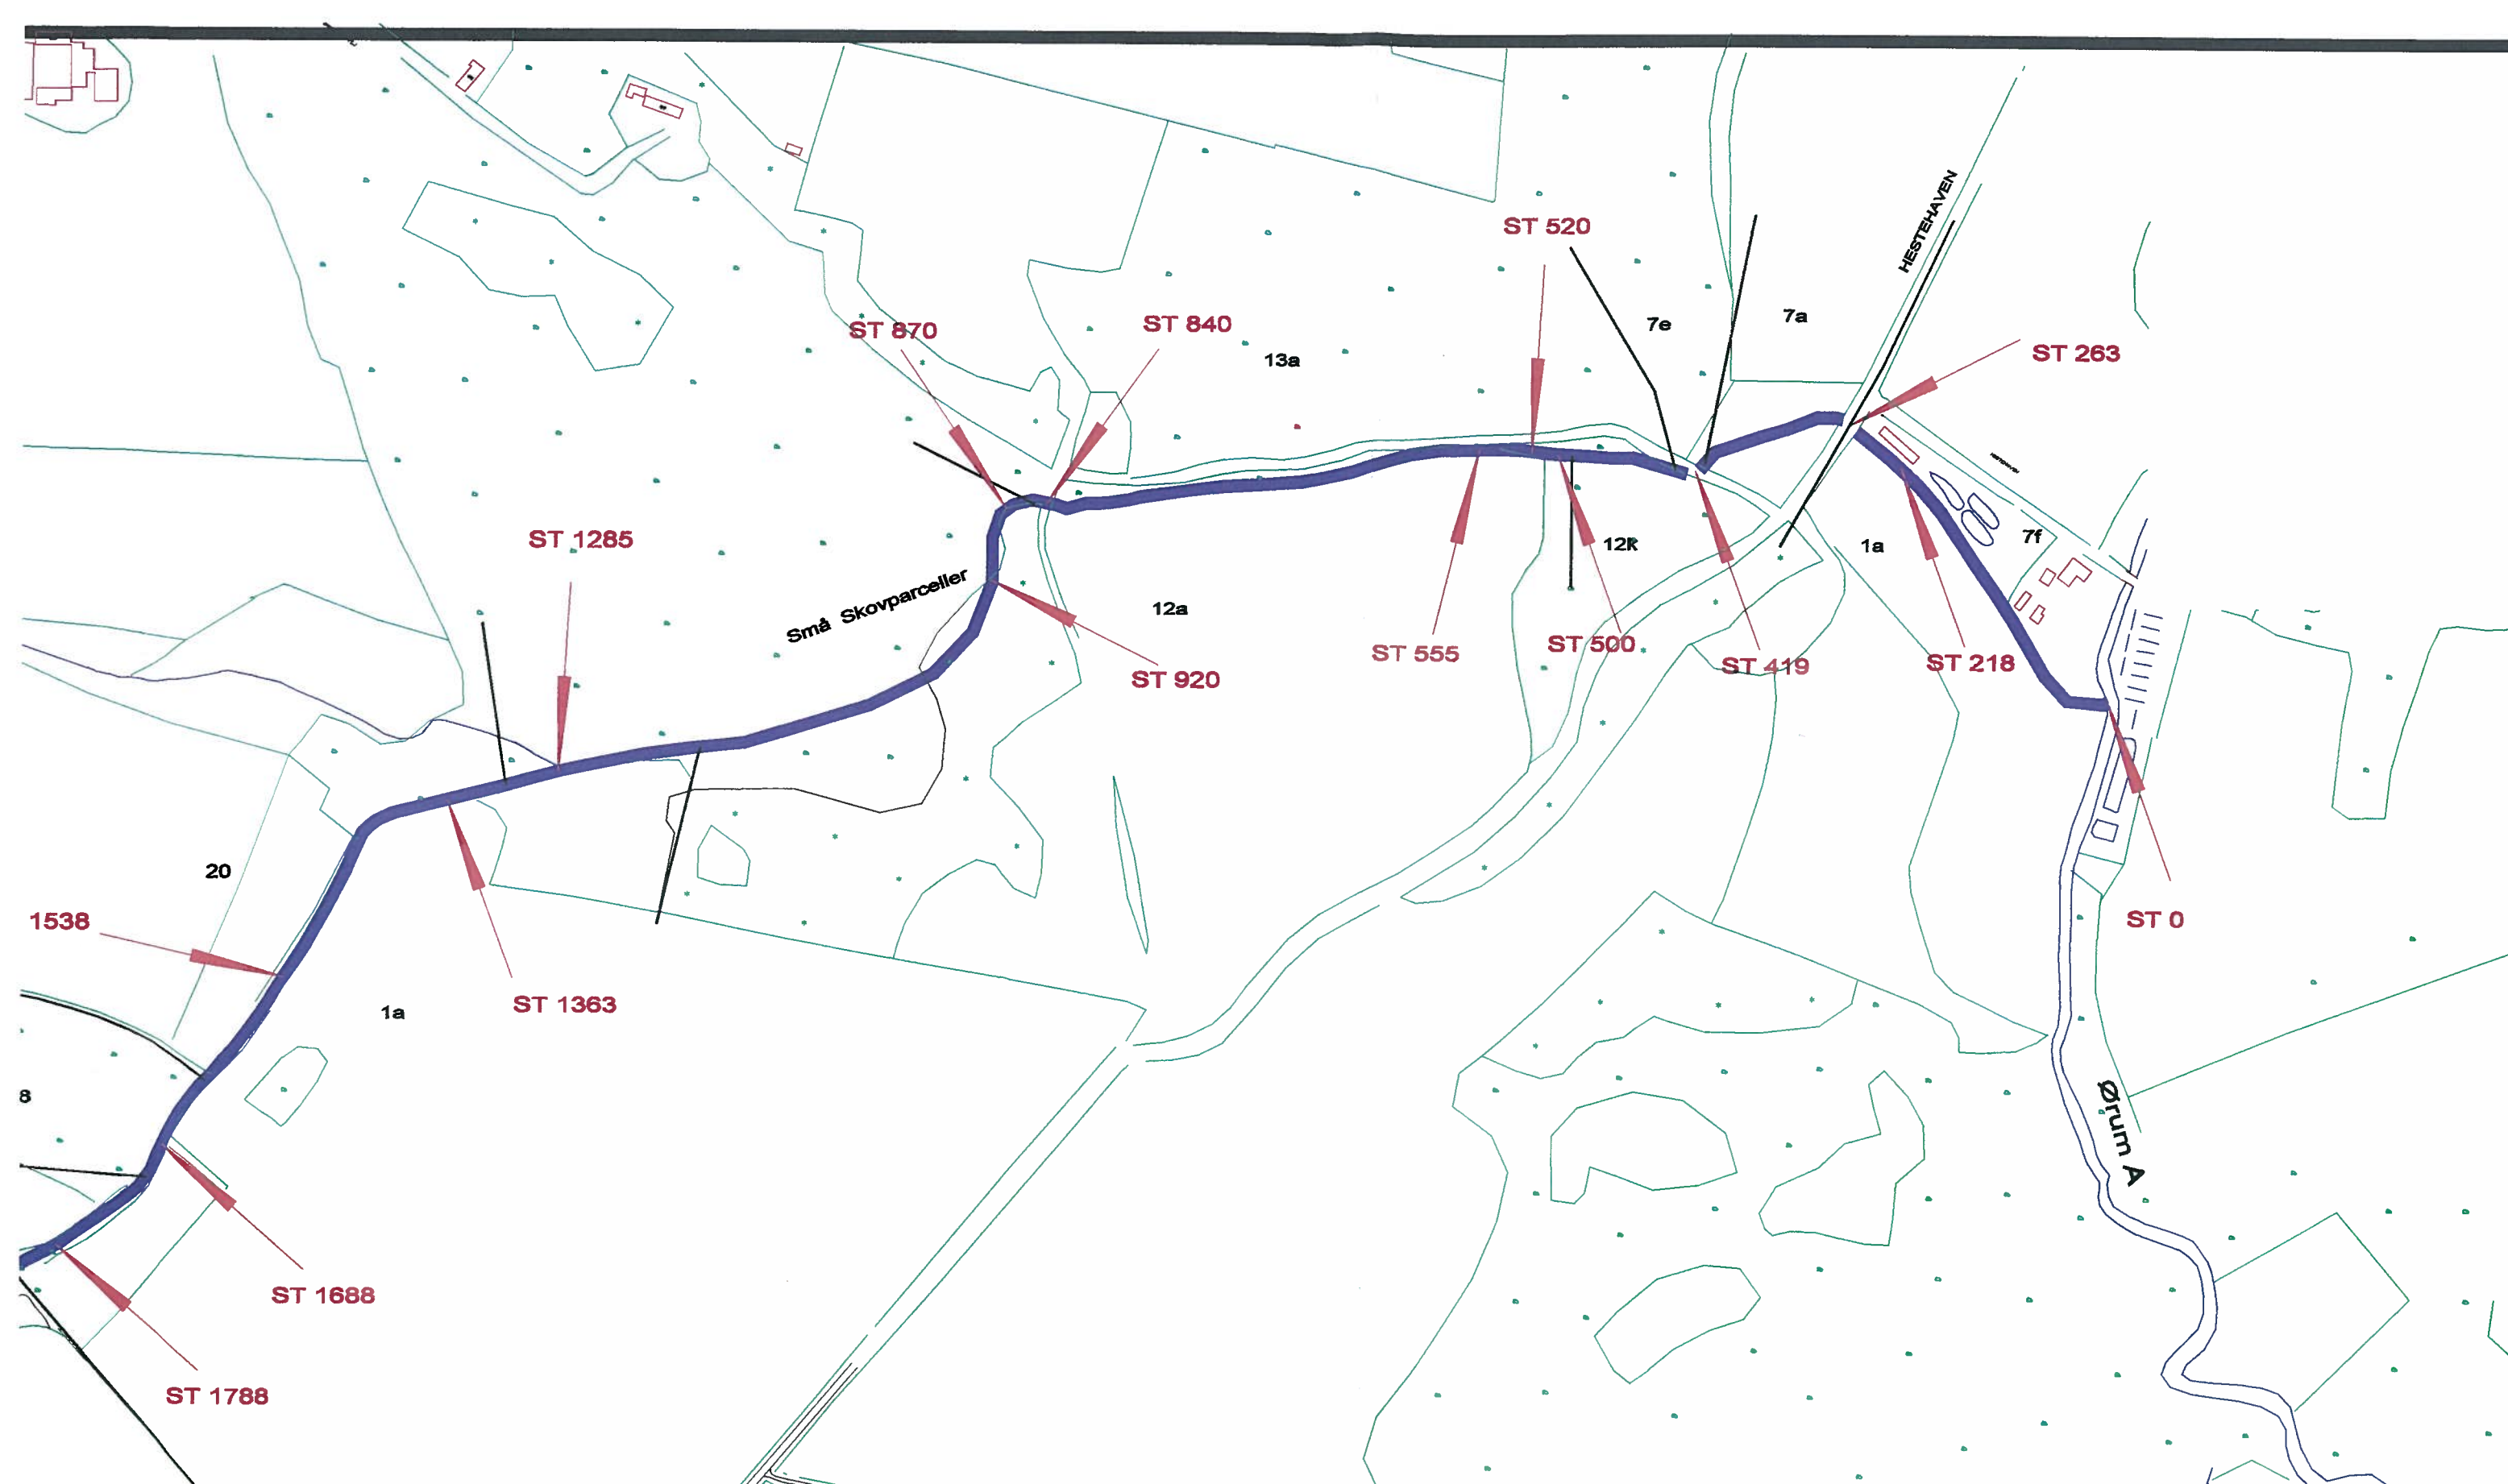 HESTEHAVEN
ST 520
7e
7a
ST 870
ST 840
13a
ST 263
ST 1285
12k
1a
7f
Små Skovparceller
12a
ST 555
ST 500
ST 419
ST 218
ST 920
20
1538
ST 0
1a
ST 1363
8
Ørum A
ST 1688
ST 1788